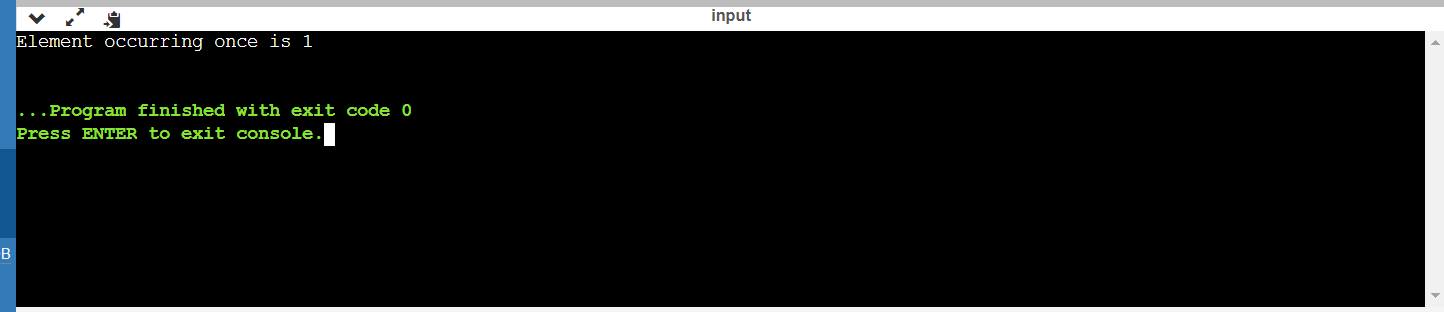 input
Element occurring once is 1
...Program finished with exit code 0
Press ENTER to exit console.
B